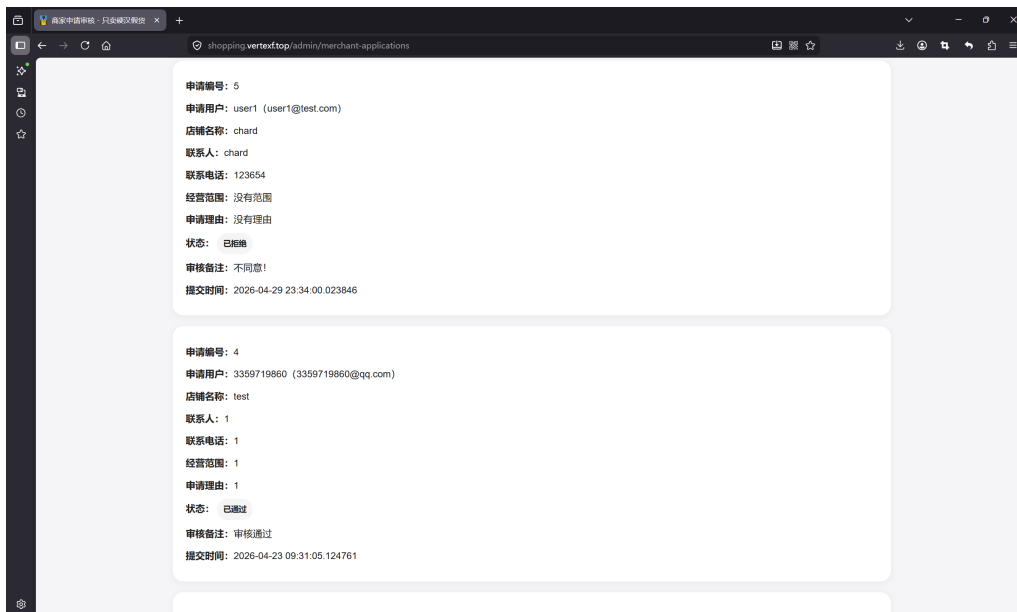 商家申请审核 - 只卖硬汉假货
shopping.vertexf.top/admin/merchant-applications
申请编号：5
申请用户：user1（user1@test.com）
店铺名称：chard
联系人：chard
联系电话：123654
经营范围：没有范围
申请理由：没有理由
状态： 已拒绝
审核备注：不同意！
提交时间：2026-04-29 23:34:00.023846
申请编号：4
申请用户：3359719860（3359719860@qq.com）
店铺名称：test
联系人：1
联系电话：1
经营范围：1
申请理由：1
状态： 已通过
审核备注：审核通过
提交时间：2026-04-23 09:31:05.124761